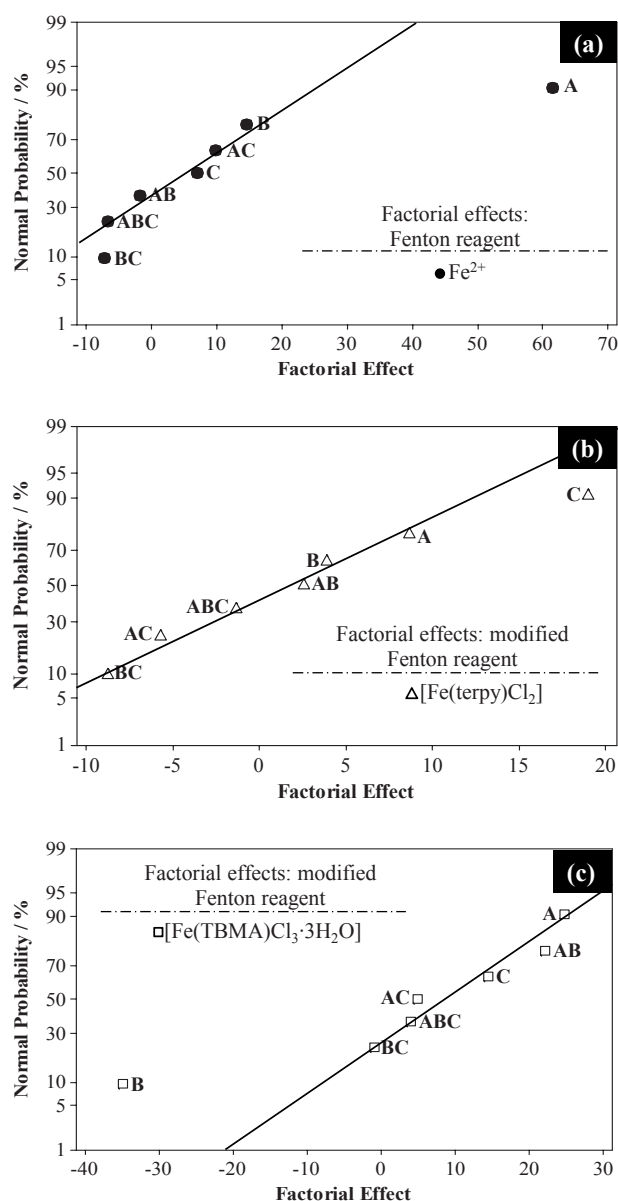 (a)
Normal Probability / %
99
95
90
70
50
30
10
5
1
A
B
AC
C
AB
ABC
BC
Factorial effects:
Fenton reagent
Fe²⁺
-10 0 10 20 30 40 50 60 70
Factorial Effect
(b)
Normal Probability / %
99
95
90
70
50
30
10
5
1
C
A
B
AB
ABC
AC
BC
Factorial effects: modified
Fenton reagent
[Fe(terpy)Cl₂]
-10 -5 0 5 10 15 20
Factorial Effect
(c)
Normal Probability / %
99
95
90
70
50
30
10
5
1
Factorial effects: modified
Fenton reagent
[Fe(TBMA)Cl₃·3H₂O]
A
AB
C
AC
ABC
BC
B
-40 -30 -20 -10 0 10 20 30
Factorial Effect